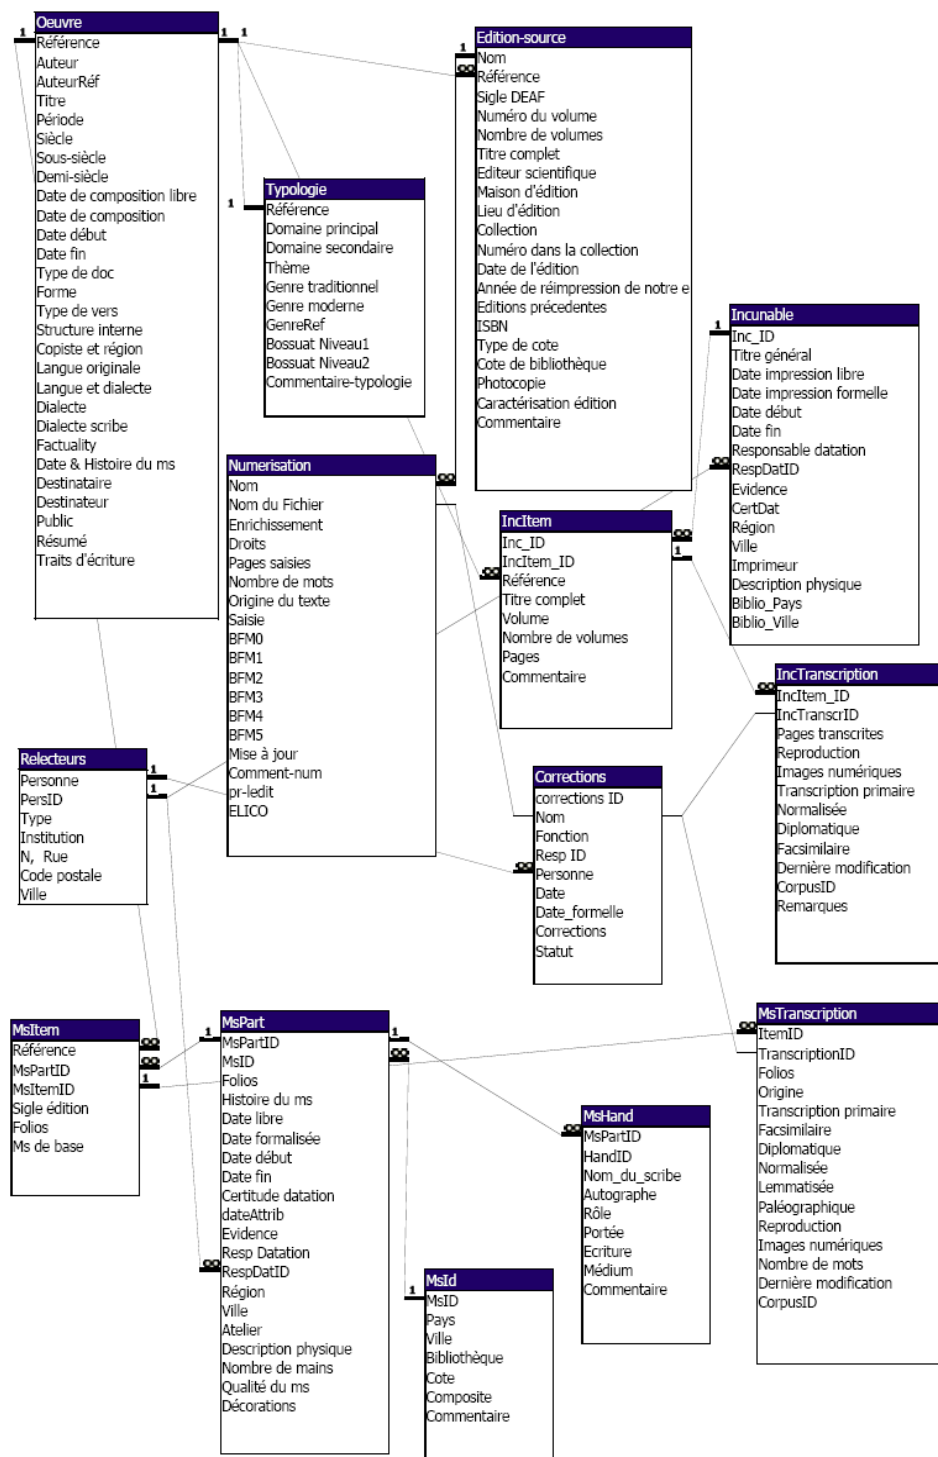 Oeuvre
Référence
Auteur
AuteurRéf
Titre
Période
Siècle
Sous-siècle
Demi-siècle
Date de composition libre
Date de composition
Date début
Date fin
Type de doc
Forme
Type de vers
Structure interne
Copiste et région
Langue originale
Langue et dialecte
Dialecte
Dialecte scribe
Factuality
Date & Histoire du ms
Destinataire
Destinateur
Public
Résumé
Traits d'écriture
1
1
1
Edition-source
Nom
Référence
Sigle DEAF
Numéro du volume
Nombre de volumes
Titre complet
Editeur scientifique
Maison d'édition
Lieu d'édition
Collection
Numéro dans la collection
Date de l'édition
Année de réimpression de notre e
Editions précedentes
ISBN
Type de cote
Cote de bibliothèque
Photocopie
Caractérisation édition
Commentaire
1
∞
Typologie
Référence
Domaine principal
Domaine secondaire
Thème
Genre traditionnel
Genre moderne
GenreRef
Bossuat Niveau1
Bossuat Niveau2
Commentaire-typologie
1
Incunable
Inc_ID
Titre général
Date impression libre
Date impression formelle
Date début
Date fin
Responsable datation
RespDatID
Evidence
CertDat
Région
Ville
Imprimeur
Description physique
Biblio_Pays
Biblio_Ville
1
∞
Numerisation
Nom
Nom du Fichier
Enrichissement
Droits
Pages saisies
Nombre de mots
Origine du texte
Saisie
BFM0
BFM1
BFM2
BFM3
BFM4
BFM5
Mise à jour
Comment-num
pr-ledit
ELICO
∞
IncItem
Inc_ID
IncItem_ID
Référence
Titre complet
Volume
Nombre de volumes
Pages
Commentaire
∞
1
∞
IncTranscription
IncItem_ID
IncTranscrID
Pages transcrites
Reproduction
Images numériques
Transcription primaire
Normalisée
Diplomatique
Facsimilaire
Dernière modification
CorpusID
Remarques
∞
Relecteurs
Personne
PersID
Type
Institution
N, Rue
Code postale
Ville
1
1
Corrections
corrections ID
Nom
Fonction
Resp ID
Personne
Date
Date_formelle
Corrections
Statut
∞
MsItem
Référence
MsPartID
MsItemID
Sigle édition
Folios
Ms de base
∞
∞
1
MsPart
MsPartID
MsID
Folios
Histoire du ms
Date libre
Date formalisée
Date début
Date fin
Certitude datation
dateAttrib
Evidence
Resp Datation
RespDatID
Région
Ville
Atelier
Description physique
Nombre de mains
Qualité du ms
Décorations
1
1
∞
∞
MsTranscription
ItemID
TranscriptionID
Folios
Origine
Transcription primaire
Facsimilaire
Diplomatique
Normalisée
Lemmatisée
Paléographique
Reproduction
Images numériques
Nombre de mots
Dernière modification
CorpusID
∞
MsHand
MsPartID
HandID
Nom_du_scribe
Autographe
Rôle
Portée
Ecriture
Médium
Commentaire
∞
MsId
MsID
Pays
Ville
Bibliothèque
Cote
Composite
Commentaire
1